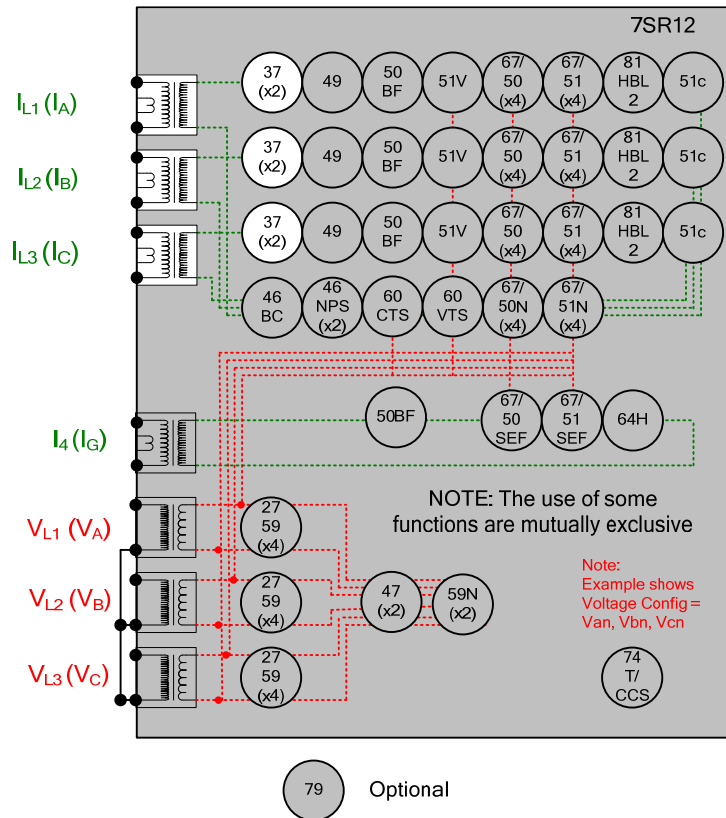 7SR12
IL1 (IA)
37
(x2)
49
50
BF
51V
67/
50
(x4)
67/
51
(x4)
81
HBL
2
51c
IL2 (IB)
37
(x2)
49
50
BF
51V
67/
50
(x4)
67/
51
(x4)
81
HBL
2
51c
IL3 (IC)
37
(x2)
49
50
BF
51V
67/
50
(x4)
67/
51
(x4)
81
HBL
2
51c
46
BC
46
NPS
(x2)
60
CTS
60
VTS
67/
50N
(x4)
67/
51N
(x4)
I4 (IG)
50BF
67/
50
SEF
67/
51
SEF
64H
NOTE: The use of some
functions are mutually exclusive
VL1 (VA)
27
59
(x4)
VL2 (VB)
27
59
(x4)
47
(x2)
59N
(x2)
Note:
Example shows
Voltage Config =
Van, Vbn, Vcn
VL3 (VC)
27
59
(x4)
74
T/
CCS
79
Optional